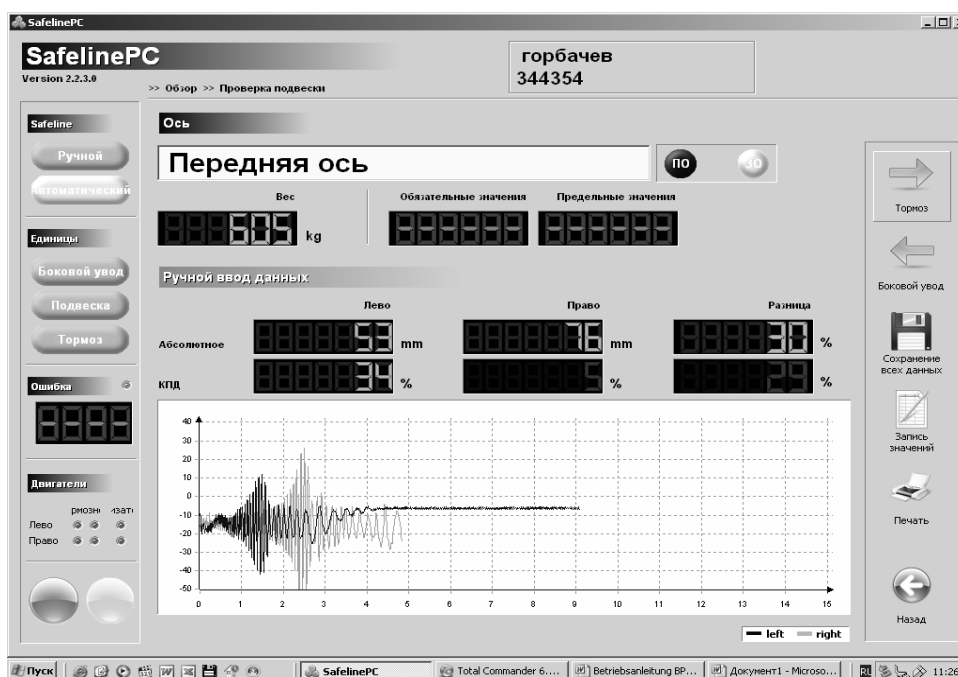 SafelinePC
SafelinePC
Version 2.2.3.0
горбачев
344354
>> Обзор >> Проверка подвески
Safeline
Ручной
Автоматический
Единицы
Боковой увод
Подвеска
Тормоз
Ошибка
Двигатели
Лево
Право
Ось
Передняя ось
ПО
ЗО
Вес
Обязательные значения
Предельные значения
505 kg
Ручной ввод данных
Лево
Право
Разница
Абсолютное
53 mm
76 mm
30 %
КПД
34 %
5 %
29 %
40
30
20
10
0
-10
-20
-30
-40
-50
0 1 2 3 4 5 6 7 8 9 10 11 12 13 14 15
left right
Тормоз
Боковой увод
Сохранение
всех данных
Запись
значений
Печать
Назад
Пуск
SafelinePC
Total Commander 6....
Betriebsanleitung BP...
Документ1 - Microso...
RL
11:26